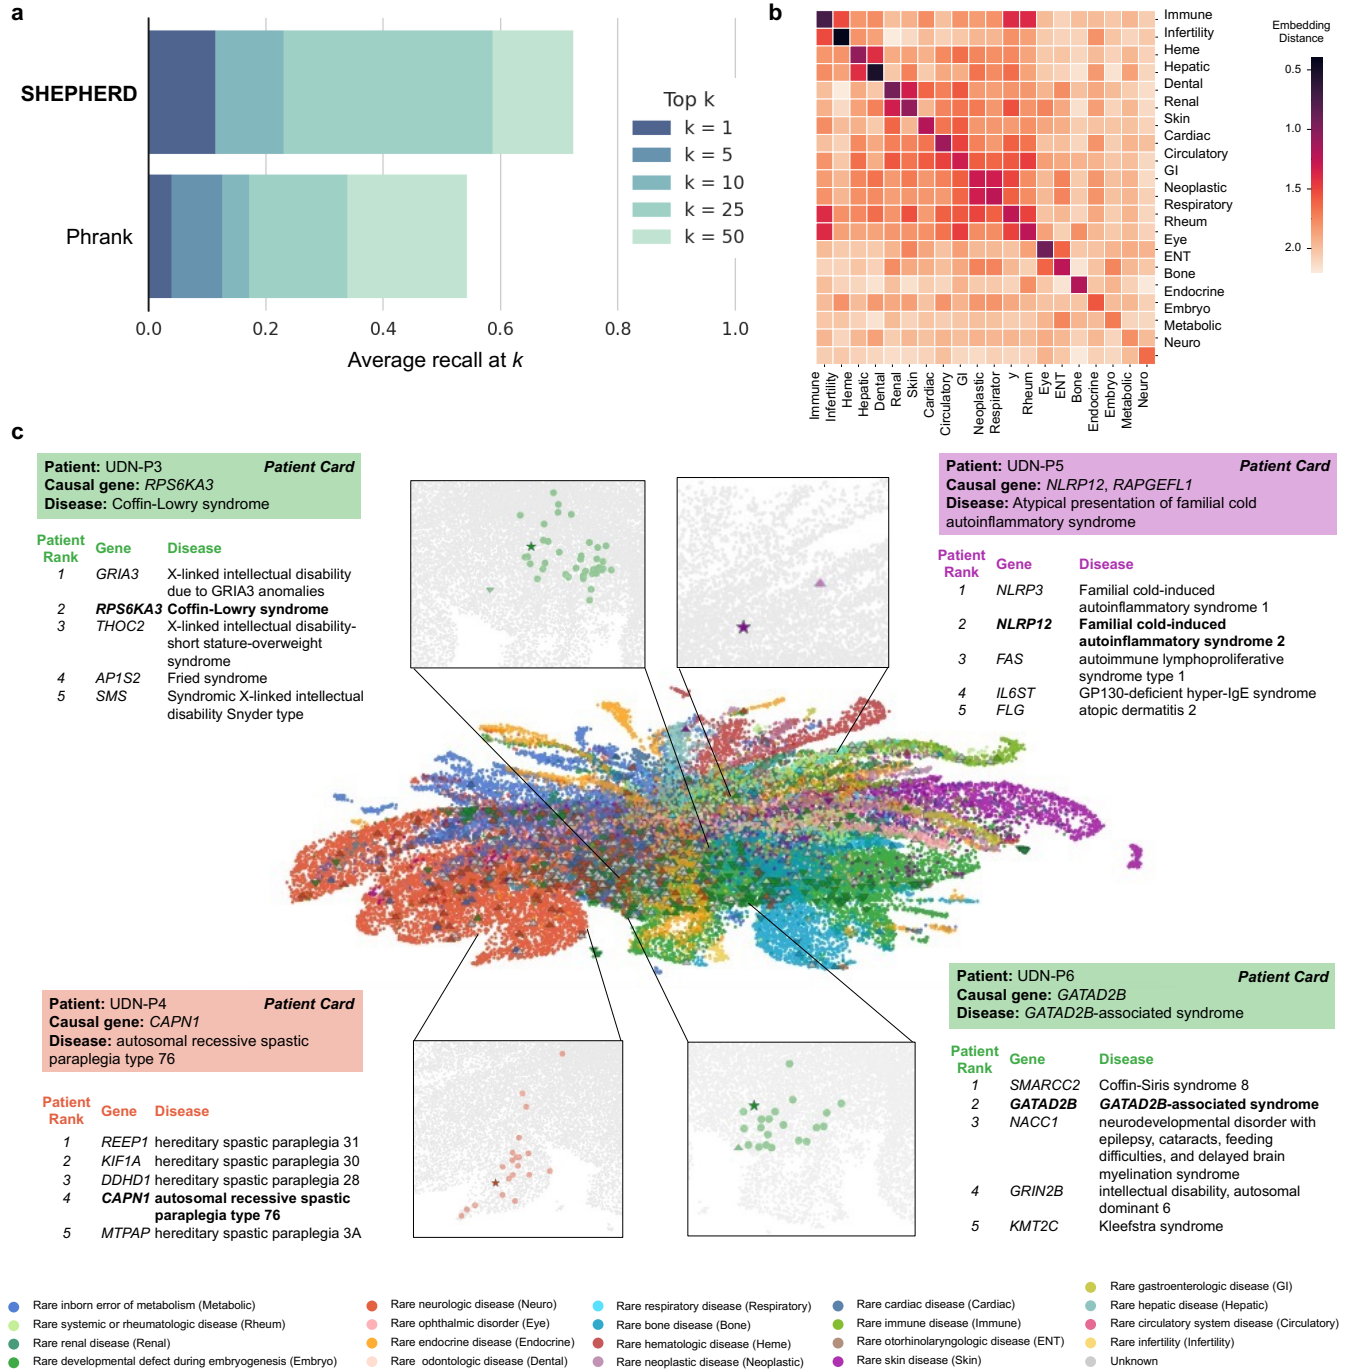 a
SHEPHERD
Phrank
Top k
k = 1
k = 5
k = 10
k = 25
k = 50
0.0 0.2 0.4 0.6 0.8 1.0
Average recall at k
b
Immune
Infertility
Heme
Hepatic
Dental
Renal
Skin
Cardiac
Circulatory
GI
Neoplastic
Respiratory
Rheum
Eye
ENT
Bone
Endocrine
Embryo
Metabolic
Neuro
Embedding
Distance
0.5
1.0
1.5
2.0
Immune
Infertility
Heme
Hepatic
Dental
Renal
Skin
Cardiac
Circulatory
GI
Neoplastic
Respirator
y
Rheum
Eye
ENT
Bone
Endocrine
Embryo
Metabolic
Neuro
c
Patient: UDN-P3 Patient Card
Causal gene: RPS6KA3
Disease: Coffin-Lowry syndrome
Patient
Rank Gene Disease
1 GRIA3 X-linked intellectual disability
due to GRIA3 anomalies
2 RPS6KA3 Coffin-Lowry syndrome
3 THOC2 X-linked intellectual disability-
short stature-overweight
syndrome
4 AP1S2 Fried syndrome
5 SMS Syndromic X-linked intellectual
disability Snyder type
Patient: UDN-P5 Patient Card
Causal gene: NLRP12, RAPGEFL1
Disease: Atypical presentation of familial cold
autoinflammatory syndrome
Patient
Rank Gene Disease
1 NLRP3 Familial cold-induced
autoinflammatory syndrome 1
2 NLRP12 Familial cold-induced
autoinflammatory syndrome 2
3 FAS autoimmune lymphoproliferative
syndrome type 1
4 IL6ST GP130-deficient hyper-IgE syndrome
5 FLG atopic dermatitis 2
Patient: UDN-P4 Patient Card
Causal gene: CAPN1
Disease: autosomal recessive spastic
paraplegia type 76
Patient
Rank Gene Disease
1 REEP1 hereditary spastic paraplegia 31
2 KIF1A hereditary spastic paraplegia 30
3 DDHD1 hereditary spastic paraplegia 28
4 CAPN1 autosomal recessive spastic
paraplegia type 76
5 MTPAP hereditary spastic paraplegia 3A
Patient: UDN-P6 Patient Card
Causal gene: GATAD2B
Disease: GATAD2B-associated syndrome
Patient
Rank Gene Disease
1 SMARCC2 Coffin-Siris syndrome 8
2 GATAD2B GATAD2B-associated syndrome
3 NACC1 neurodevelopmental disorder with
epilepsy, cataracts, feeding
difficulties, and delayed brain
myelination syndrome
4 GRIN2B intellectual disability, autosomal
dominant 6
5 KMT2C Kleefstra syndrome
Rare inborn error of metabolism (Metabolic)
Rare systemic or rheumatologic disease (Rheum)
Rare renal disease (Renal)
Rare developmental defect during embryogenesis (Embryo)
Rare neurologic disease (Neuro)
Rare ophthalmic disorder (Eye)
Rare endocrine disease (Endocrine)
Rare odontologic disease (Dental)
Rare respiratory disease (Respiratory)
Rare bone disease (Bone)
Rare hematologic disease (Heme)
Rare neoplastic disease (Neoplastic)
Rare cardiac disease (Cardiac)
Rare immune disease (Immune)
Rare otorhinolaryngologic disease (ENT)
Rare skin disease (Skin)
Rare gastroenterologic disease (GI)
Rare hepatic disease (Hepatic)
Rare circulatory system disease (Circulatory)
Rare infertility (Infertility)
Unknown